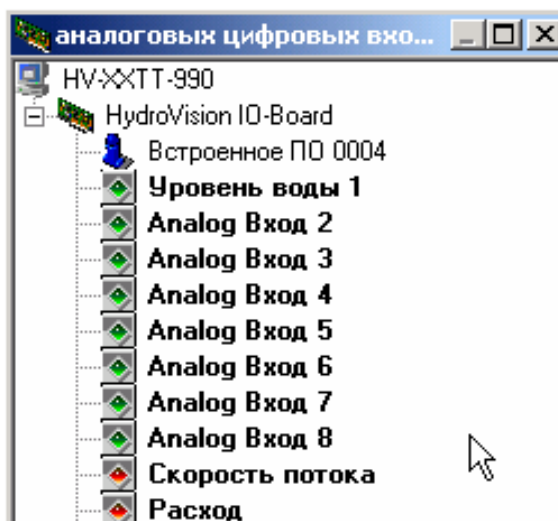 аналоговых цифровых вхо...
HV-XXTT-990
HydroVision IO-Board
Встроенное ПО 0004
Уровень воды 1
Analog Вход 2
Analog Вход 3
Analog Вход 4
Analog Вход 5
Analog Вход 6
Analog Вход 7
Analog Вход 8
Скорость потока
Расход